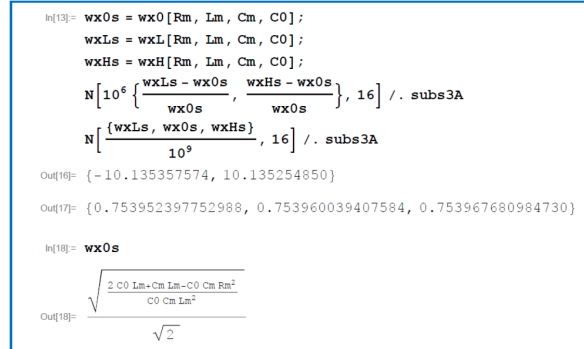 In[13]:= wx0s = wx0[Rm, Lm, Cm, C0];
wxLs = wxL[Rm, Lm, Cm, C0];
wxHs = wxH[Rm, Lm, Cm, C0];
N[10^6 {(wxLs - wx0s)/wx0s, (wxHs - wx0s)/wx0s}, 16] /. subs3A
N[{wxLs, wx0s, wxHs}/10^9, 16] /. subs3A
Out[16]= {-10.135357574, 10.135254850}
Out[17]= {0.753952397752988, 0.753960039407584, 0.753967680984730}
In[18]:= wx0s
Out[18]= √((2 C0 Lm+Cm Lm-C0 Cm Rm²)/(C0 Cm Lm²))/√2